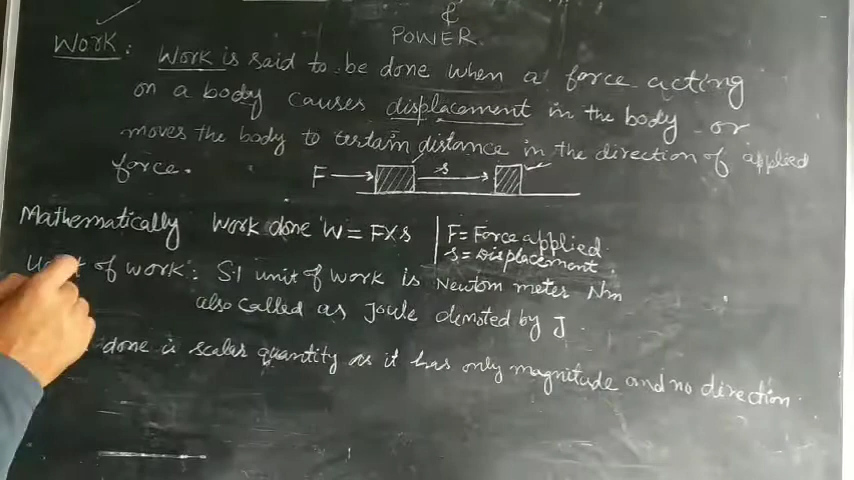 &
POWER
Work: Work is said to be done when a force acting
on a body causes displacement in the body or
moves the body to certain distance in the direction of applied
force. F s
Mathematically Work done W = F×s F = Force applied
s = Displacement.
of work: S.I unit of work is Newton meter Nm
also called as Joule denoted by J.
done is scalar quantity as it has only magnitude and no direction.